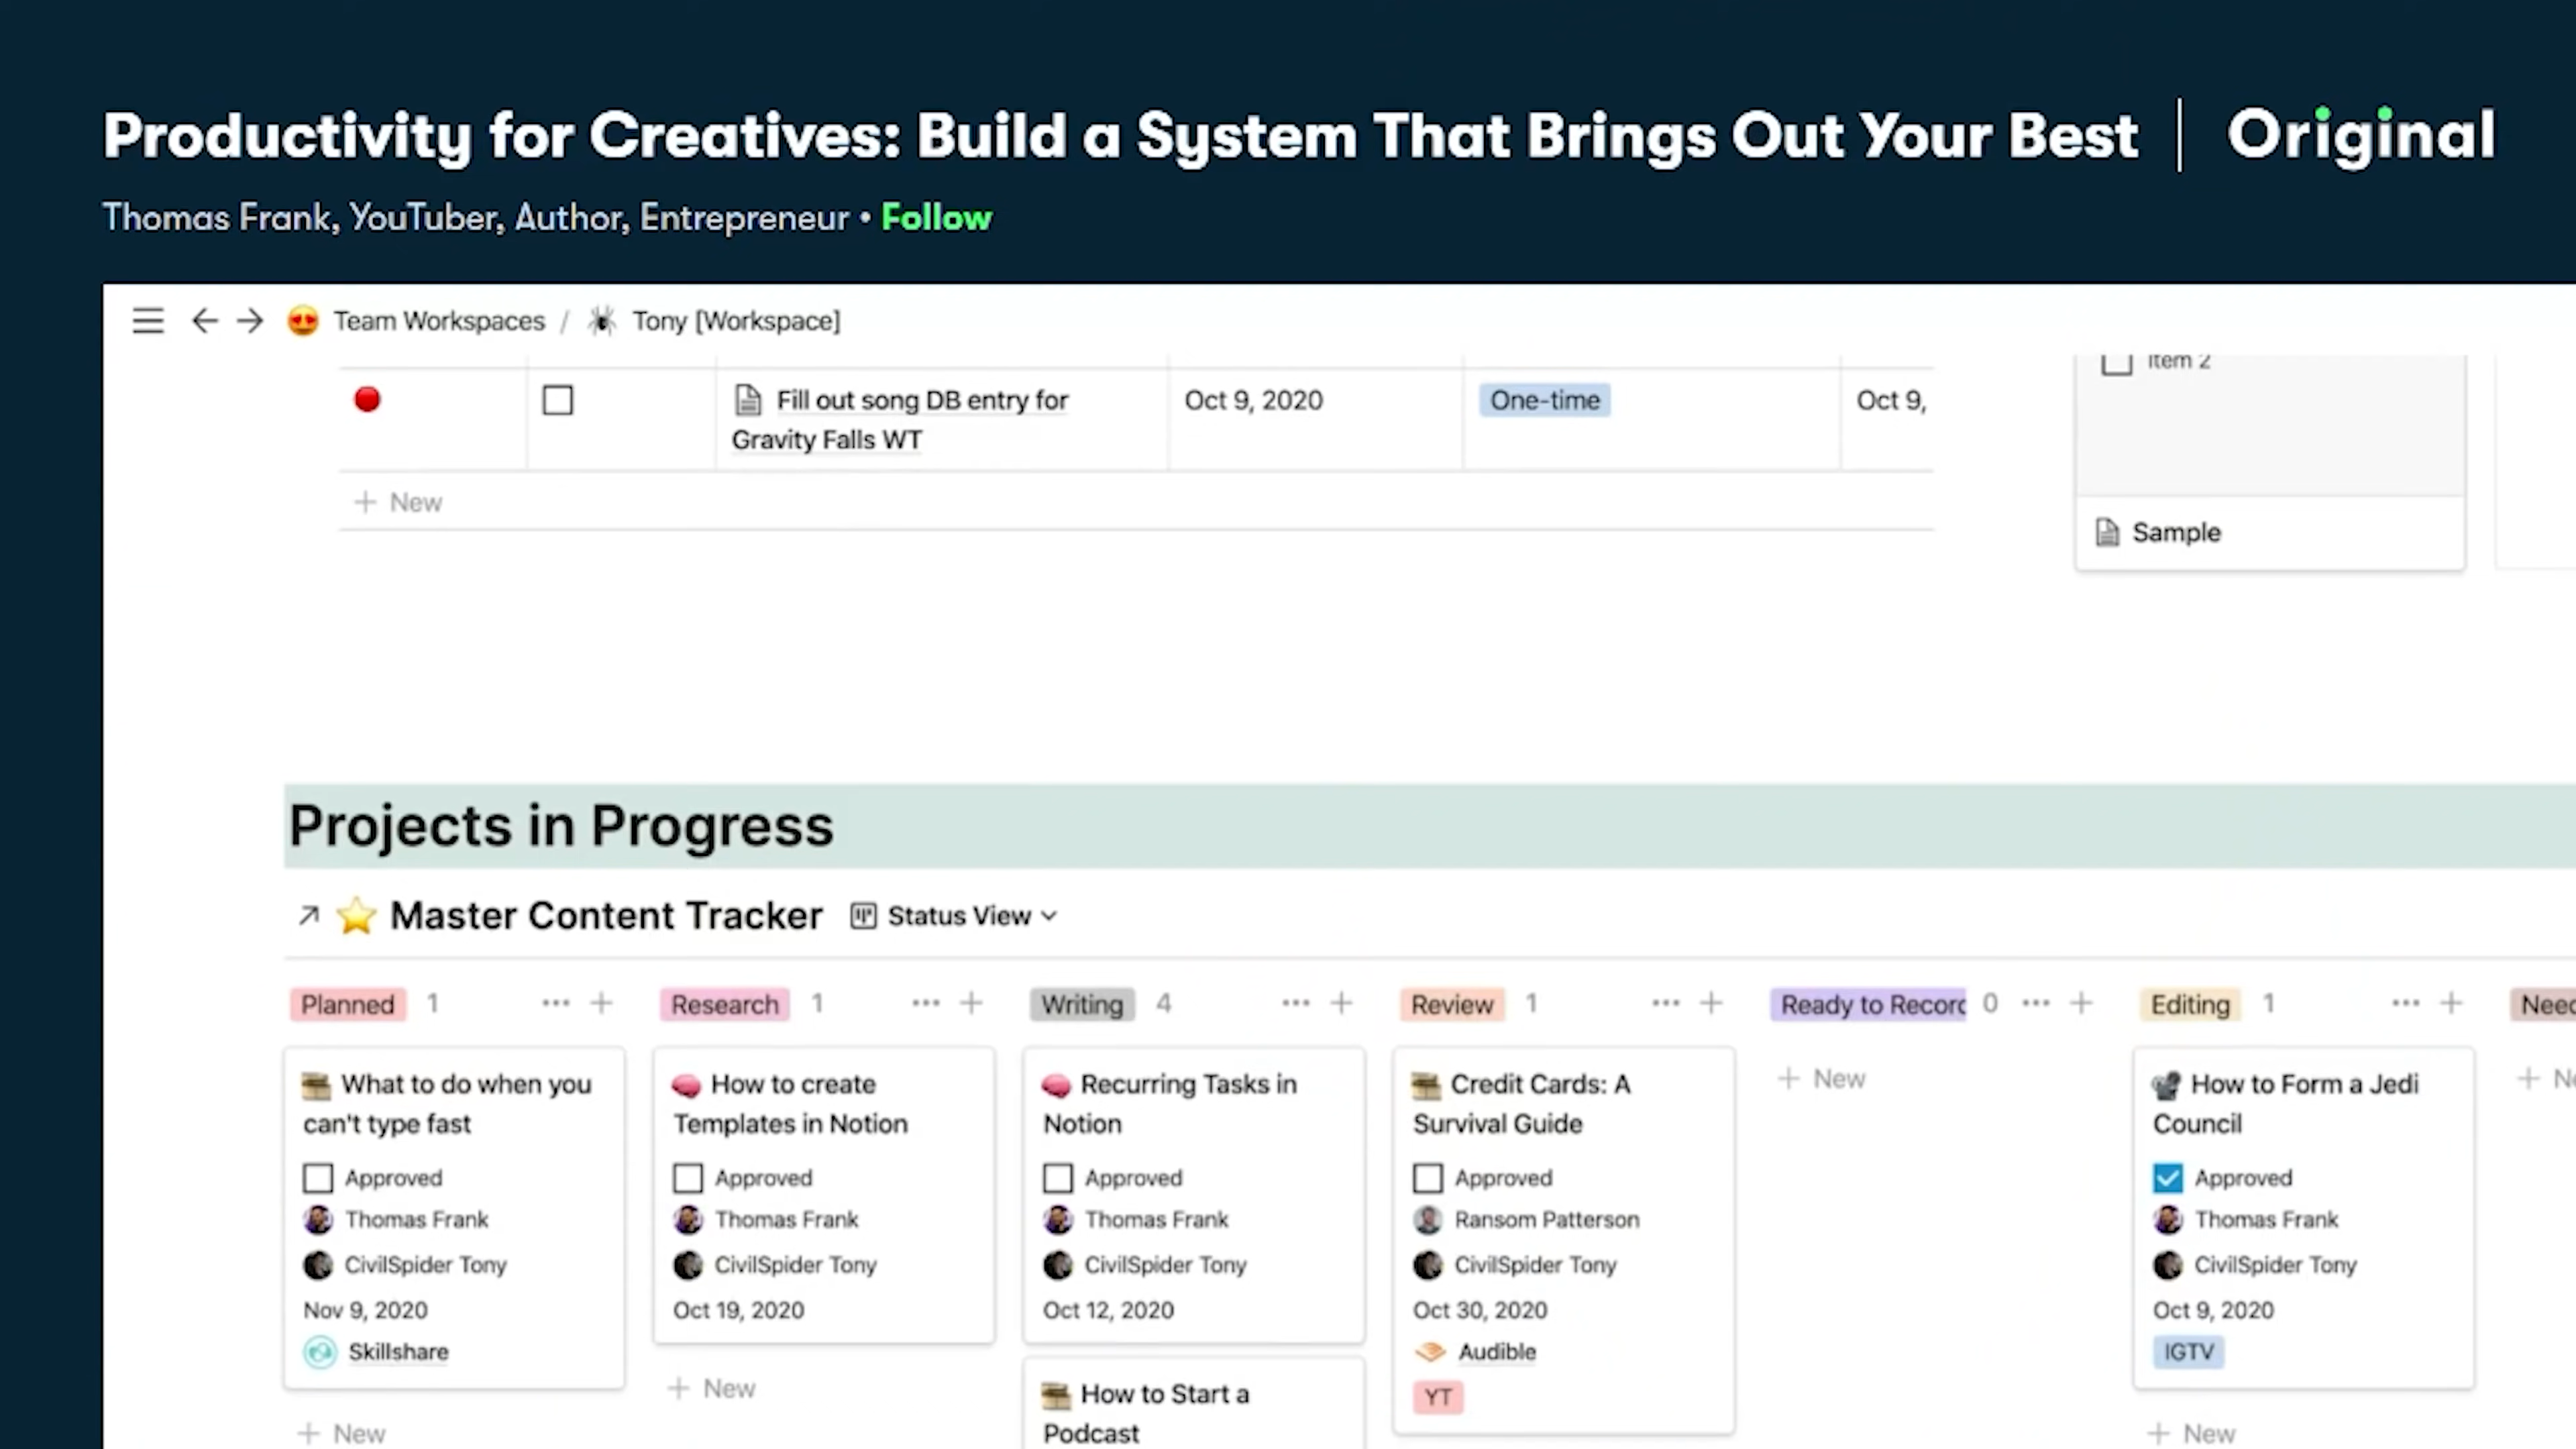 Productivity for Creatives: Build a System That Brings Out Your Best | Original
Thomas Frank, YouTuber, Author, Entrepreneur • Follow
Team Workspaces / Tony [Workspace]
Item 2
Fill out song DB entry for
Gravity Falls WT
Oct 9, 2020
One-time
Oct 9,
+ New
Sample
Projects in Progress
Master Content Tracker Status View
Planned 1 ... +
Research 1 ... +
Writing 4 ... +
Review 1 ... +
Ready to Record 0 ... +
Editing 1 ... +
What to do when you
can't type fast
Approved
Thomas Frank
CivilSpider Tony
Nov 9, 2020
Skillshare
+ New
How to create
Templates in Notion
Approved
Thomas Frank
CivilSpider Tony
Oct 19, 2020
+ New
Recurring Tasks in
Notion
Approved
Thomas Frank
CivilSpider Tony
Oct 12, 2020
How to Start a
Podcast
Credit Cards: A
Survival Guide
Approved
Ransom Patterson
CivilSpider Tony
Oct 30, 2020
Audible
YT
+ New
How to Form a Jedi
Council
Approved
Thomas Frank
CivilSpider Tony
Oct 9, 2020
IGTV
+ New